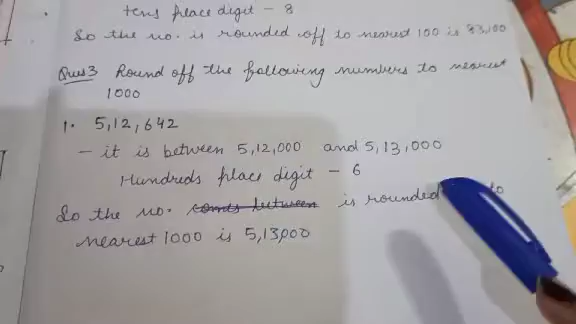 tens place digit - 8
So the no. is rounded off to nearest 100 is 83,100
Ques3 Round off the following numbers to nearest
1000
1. 5,12,642
- it is between 5,12,000 and 5,13,000
Hundreds place digit - 6
So the no. comes between is rounded to
nearest 1000 is 5,13,000